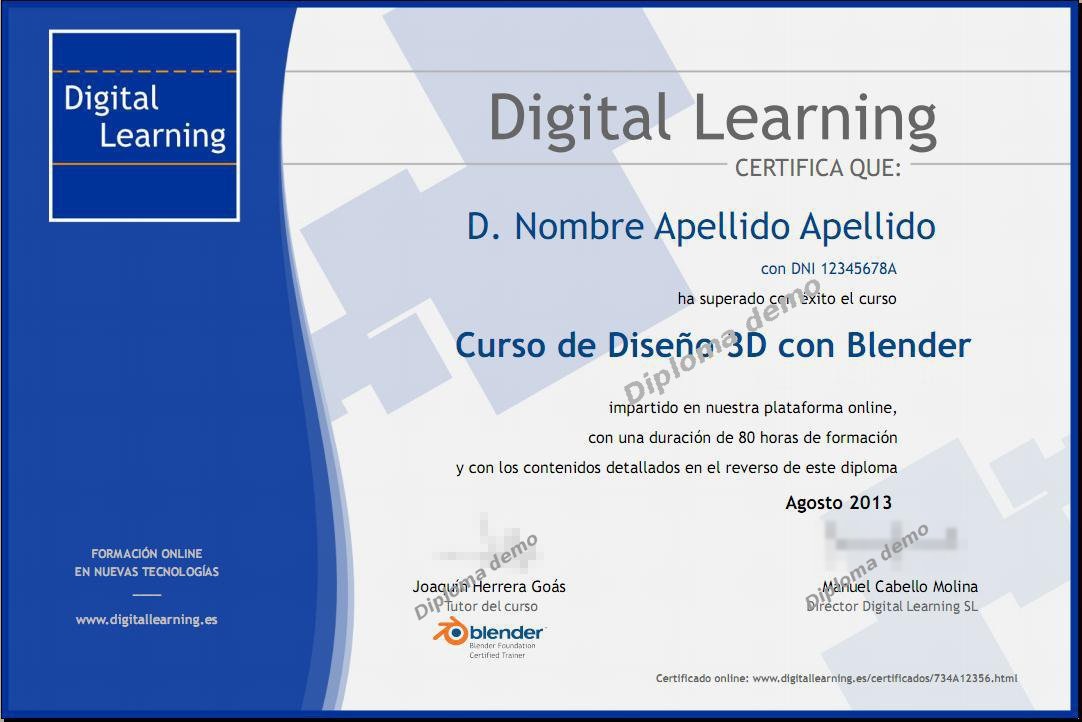 Digital
Learning
Digital Learning
CERTIFICA QUE:
D. Nombre Apellido Apellido
con DNI 12345678A
ha superado con éxito el curso
Curso de Diseño 3D con Blender
Diploma demo
impartido en nuestra plataforma online,
con una duración de 80 horas de formación
y con los contenidos detallados en el reverso de este diploma
Agosto 2013
FORMACIÓN ONLINE
EN NUEVAS TECNOLOGÍAS
www.digitallearning.es
Diploma demo
Joaquín Herrera Goás
Tutor del curso
blender
Blender Foundation
Certified Trainer
Diploma demo
Manuel Cabello Molina
Director Digital Learning SL
Certificado online: www.digitallearning.es/certificados/734A12356.html